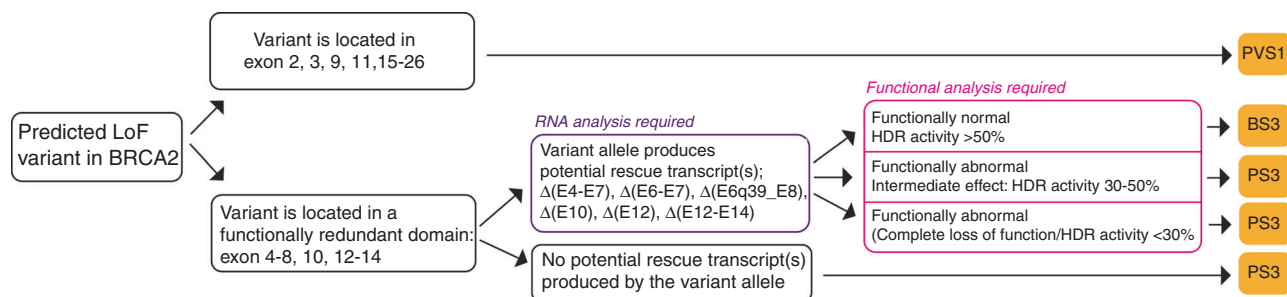 Variant is located in
exon 2, 3, 9, 11,15-26
PVS1
Predicted LoF
variant in BRCA2
RNA analysis required
Functional analysis required
Variant allele produces
potential rescue transcript(s);
Δ(E4-E7), Δ(E6-E7), Δ(E6q39_E8),
Δ(E10), Δ(E12), Δ(E12-E14)
Functionally normal
HDR activity >50%
BS3
Functionally abnormal
Intermediate effect: HDR activity 30-50%
PS3
Functionally abnormal
(Complete loss of function/HDR activity <30%
PS3
Variant is located in a
functionally redundant domain:
exon 4-8, 10, 12-14
No potential rescue transcript(s)
produced by the variant allele
PS3